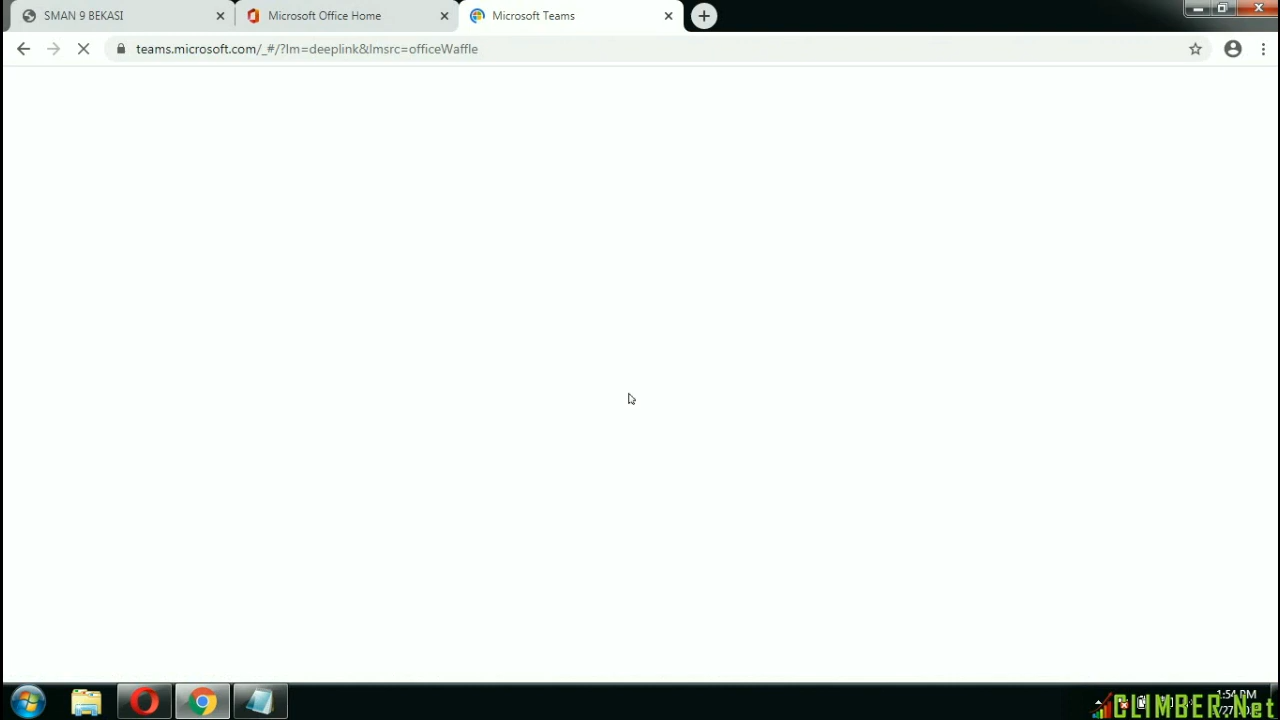 SMAN 9 BEKASI
Microsoft Office Home
Microsoft Teams
teams.microsoft.com/_#/?lm=deeplink&lmsrc=officeWaffle
1:54 PM
CLIMBER.Net